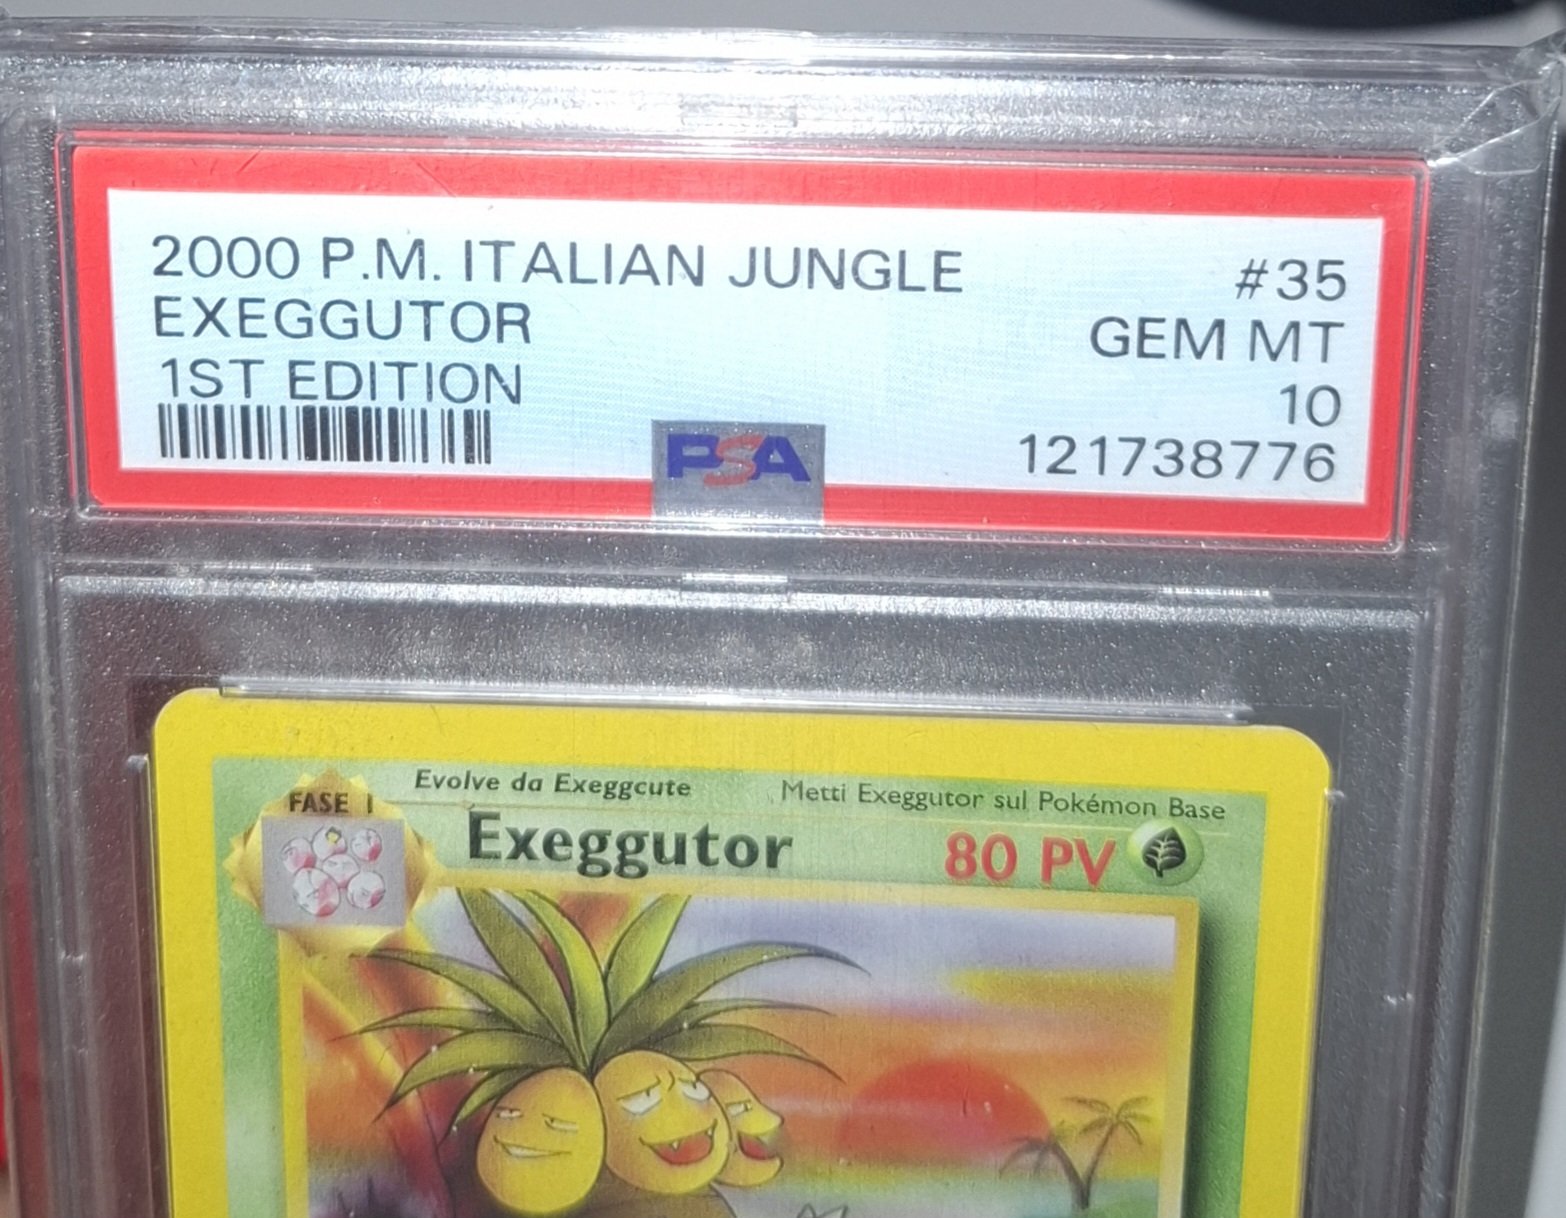 2000 P.M. ITALIAN JUNGLE #35
EXEGGUTOR GEM MT
1ST EDITION 10
PSA 121738776
Evolve da Exeggcute Metti Exeggutor sul Pokémon Base
FASE 1
Exeggutor 80 PV